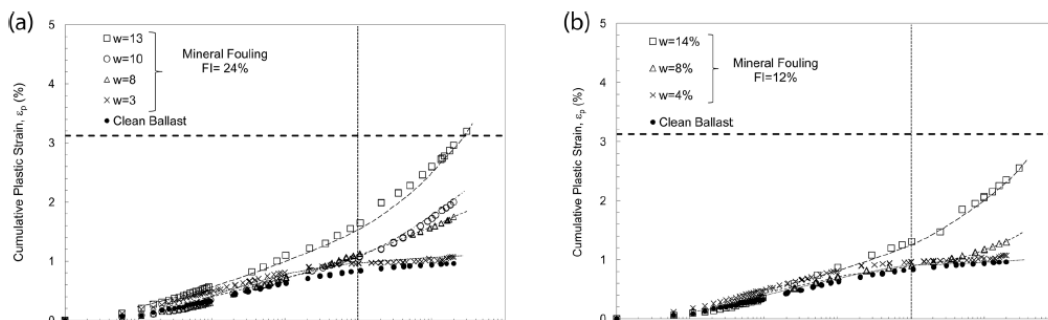 (a)
5
4
3
2
1
0
Cumulative Plastic Strain, εp (%)
w=13
w=10
w=8
w=3
Clean Ballast
Mineral Fouling
FI= 24%
(b)
5
4
3
2
1
0
Cumulative Plastic Strain, εp (%)
w=14%
w=8%
w=4%
Clean Ballast
Mineral Fouling
FI=12%